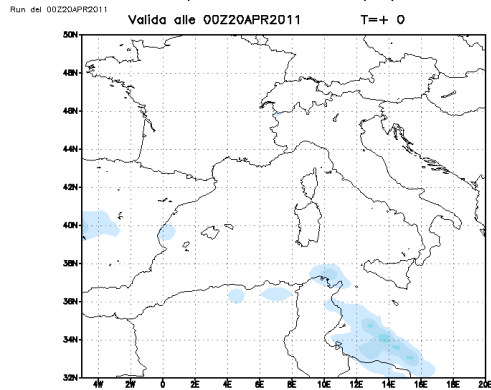 Run del 00Z20APR2011
Valida alle 00Z20APR2011 T=+ 0
50N
48N
46N
44N
42N
40N
38N
36N
34N
32N
4W 2W 0 2E 4E 6E 8E 10E 12E 14E 16E 18E 20E